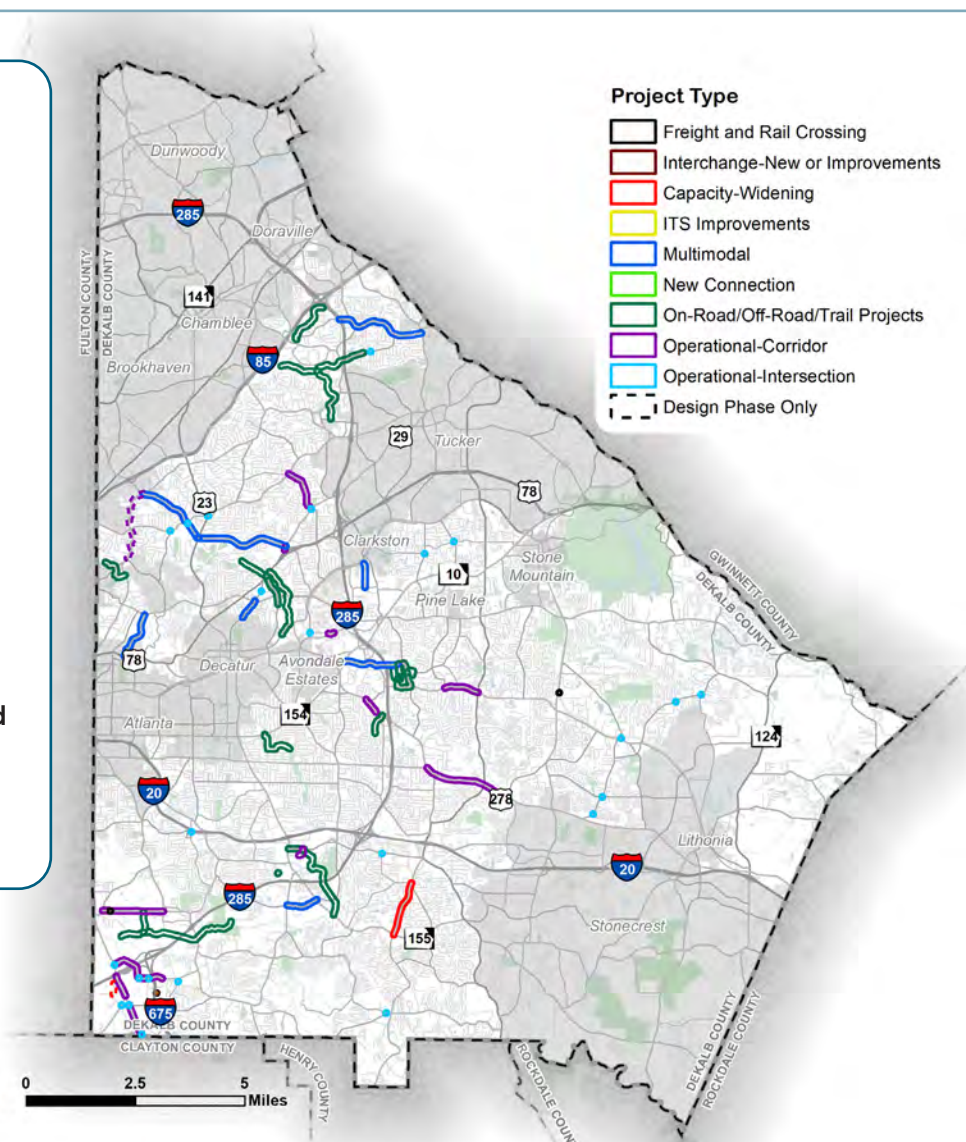 Project Type
Freight and Rail Crossing
Interchange-New or Improvements
Capacity-Widening
ITS Improvements
Multimodal
New Connection
On-Road/Off-Road/Trail Projects
Operational-Corridor
Operational-Intersection
Design Phase Only
Dunwoody
285
Doraville
FULTON COUNTY
DEKALB COUNTY
141
Chamblee
Brookhaven
85
29
Tucker
78
23
Clarkston
Stone
Mountain
10
Pine Lake
GWINNETT COUNTY
DEKALB COUNTY
285
78
Decatur
Avondale
Estates
d
154
Atlanta
124
20
278
Lithonia
20
285
155
Stonecrest
675
DEKALB COUNTY
CLAYTON COUNTY
HENRY COUNTY
DEKALB COUNTY
ROCKDALE COUNTY
0 2.5 5
Miles